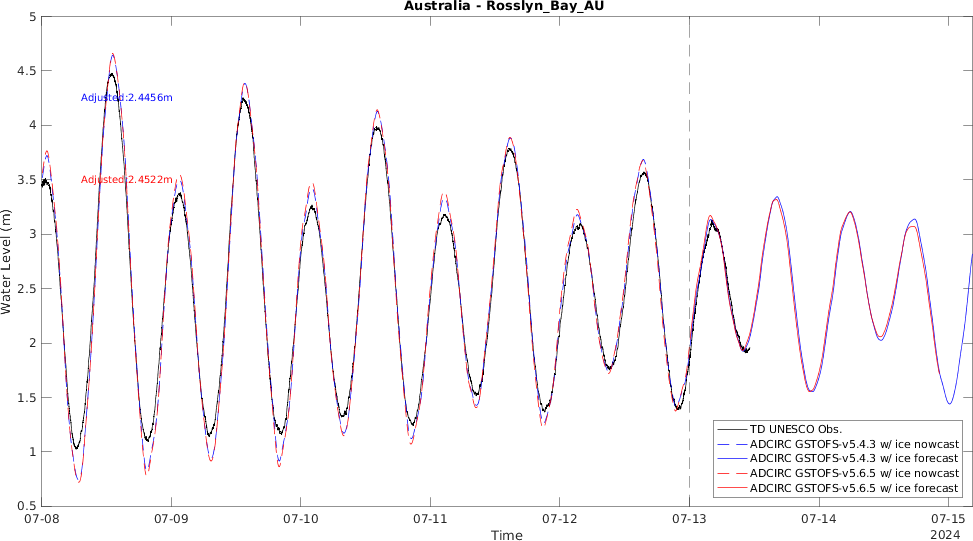 Australia - Rosslyn_Bay_AU
5
4.5
4
3.5
3
2.5
2
1.5
1
0.5
Water Level (m)
Adjusted:2.4456m
Adjusted:2.4522m
TD UNESCO Obs.
ADCIRC GSTOFS-v5.4.3 w/ ice nowcast
ADCIRC GSTOFS-v5.4.3 w/ ice forecast
ADCIRC GSTOFS-v5.6.5 w/ ice nowcast
ADCIRC GSTOFS-v5.6.5 w/ ice forecast
07-08 07-09 07-10 07-11 07-12 07-13 07-14 07-15
2024
Time